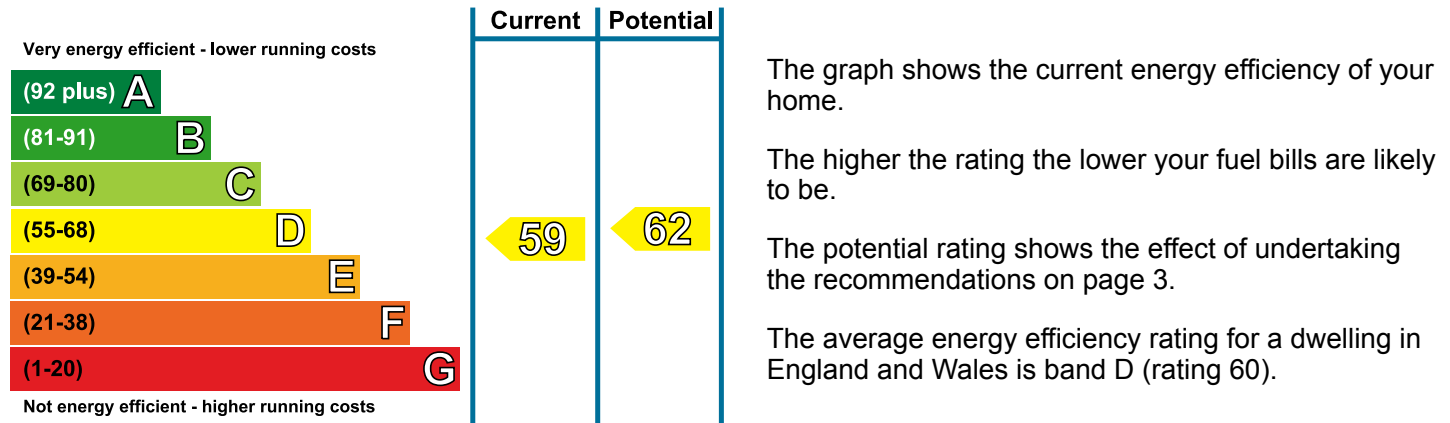 Current Potential
Very energy efficient - lower running costs
(92 plus) A
(81-91) B
(69-80) C
(55-68) D
(39-54) E
(21-38) F
(1-20) G
Not energy efficient - higher running costs
59 62
The graph shows the current energy efficiency of your
home.
The higher the rating the lower your fuel bills are likely
to be.
The potential rating shows the effect of undertaking
the recommendations on page 3.
The average energy efficiency rating for a dwelling in
England and Wales is band D (rating 60).